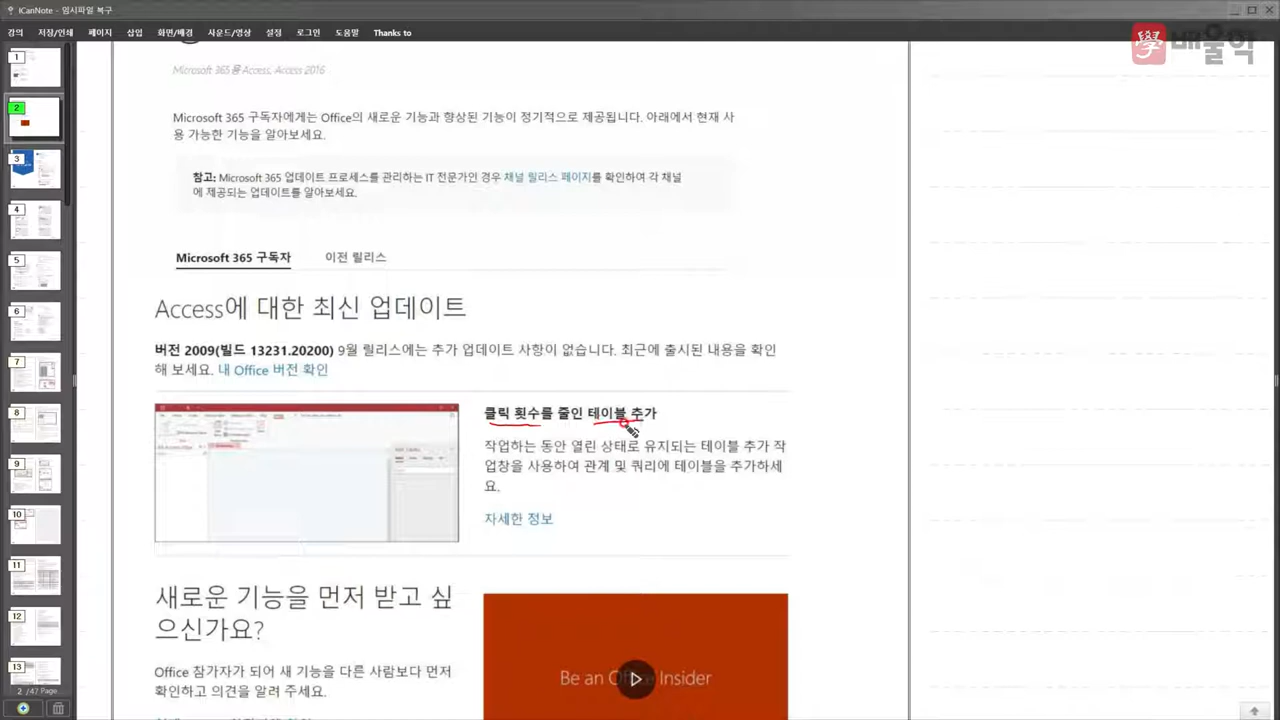 iCanNote - 임시파일 복구
강의 저장/인쇄 페이지 삽입 화면/배경 사운드/영상 설정 로그인 도움말 Thanks to
學 배울학
Microsoft 365용 Access, Access 2016
Microsoft 365 구독자에게는 Office의 새로운 기능과 향상된 기능이 정기적으로 제공됩니다. 아래에서 현재 사
용 가능한 기능을 알아보세요.
참고: Microsoft 365 업데이트 프로세스를 관리하는 IT 전문가인 경우 채널 릴리스 페이지를 확인하여 각 채널
에 제공되는 업데이트를 알아보세요.
Microsoft 365 구독자 이전 릴리스
Access에 대한 최신 업데이트
버전 2009(빌드 13231.20200) 9월 릴리스에는 추가 업데이트 사항이 없습니다. 최근에 출시된 내용을 확인
해 보세요. 내 Office 버전 확인
클릭 횟수를 줄인 테이블 추가
작업하는 동안 열린 상태로 유지되는 테이블 추가 작
업창을 사용하여 관계 및 쿼리에 테이블을 추가하세
요.
자세한 정보
새로운 기능을 먼저 받고 싶
으신가요?
Office 참가자가 되어 새 기능을 다른 사람보다 먼저
확인하고 의견을 알려 주세요.
Be an Office Insider
1
2
3
4
5
6
7
8
9
10
11
12
13
2 /47 Page